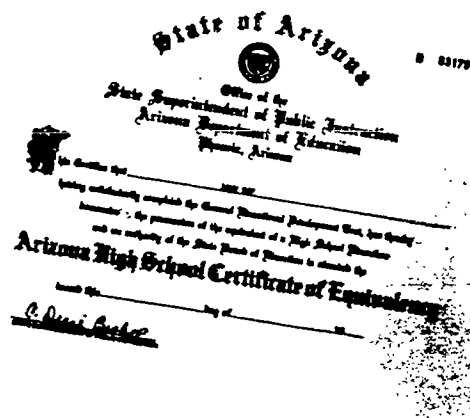 State of Arizona
Office of the
State Superintendent of Public Instruction
Arizona Department of Education
Phoenix, Arizona
This Certifies that
having satisfactorily completed the General Educational Development Test, has thereby
the possession of the equivalent of a High School Education
and on authority of the State Board of Education is awarded the
Arizona High School Certificate of Equivalency
Issued this day of 19